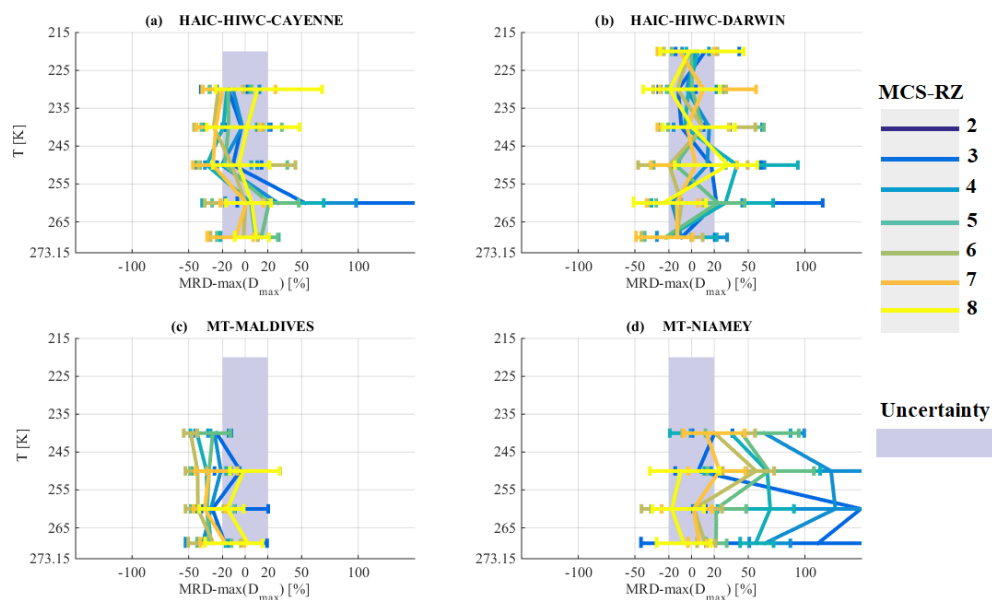 (a) HAIC-HIWC-CAYENNE
215
225
235
245
255
265
273.15
T [K]
-100 -50 -20 0 20 50 100
MRD-max(Dmax) [%]
(b) HAIC-HIWC-DARWIN
215
225
235
245
255
265
273.15
-100 -50 -20 0 20 50 100
MRD-max(Dmax) [%]
(c) MT-MALDIVES
215
225
235
245
255
265
273.15
T [K]
-100 -50 -20 0 20 50 100
MRD-max(Dmax) [%]
(d) MT-NIAMEY
215
225
235
245
255
265
273.15
-100 -50 -20 0 20 50 100
MRD-max(Dmax) [%]
MCS-RZ
2
3
4
5
6
7
8
Uncertainty